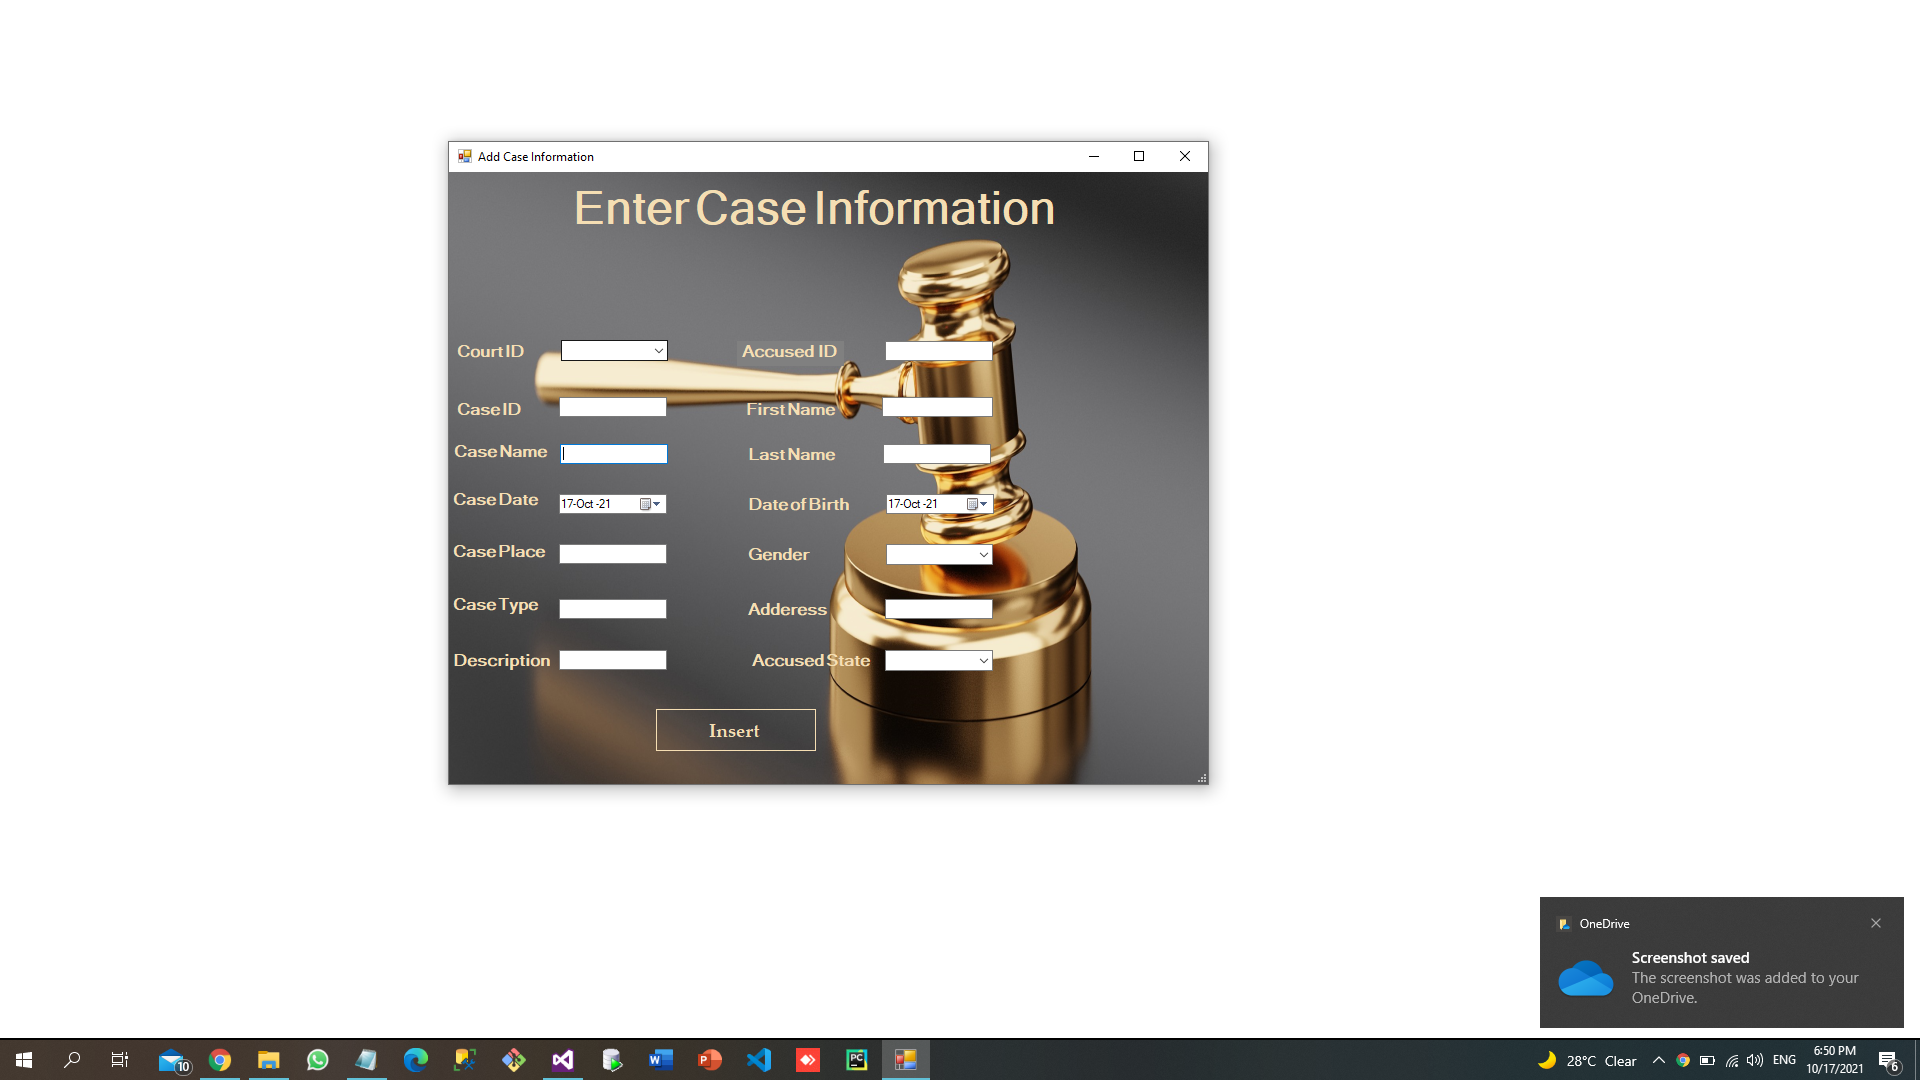 Add Case Information
Enter Case Information
Court ID
Accused ID
Case ID
First Name
Case Name
Last Name
Case Date
17-Oct -21
Date of Birth
17-Oct -21
Case Place
Gender
Case Type
Adderess
Description
Accused State
Insert
OneDrive
Screenshot saved
The screenshot was added to your
OneDrive.
10
W
P
PC
28°C Clear
ENG
6:50 PM
10/17/2021
6